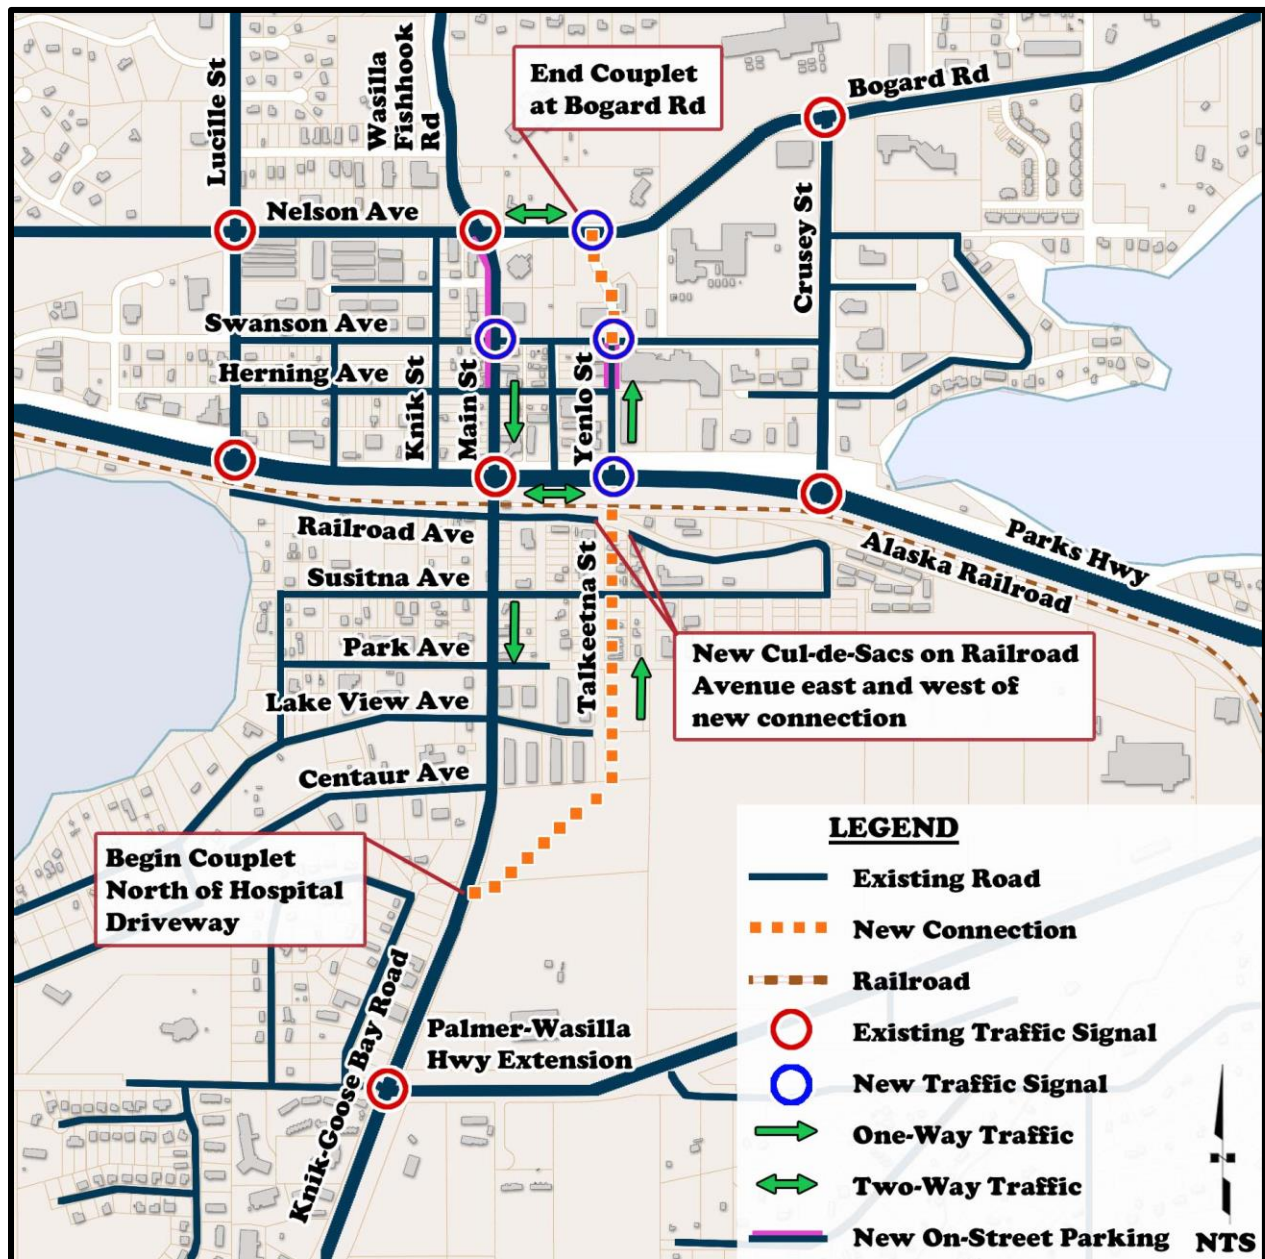 End Couplet
at Bogard Rd
Bogard Rd
Lucille St
Wasilla
Fishhook
Rd
Nelson Ave
Crusey St
Swanson Ave
Herning Ave
Knik St
Main St
Yenlo St
Parks Hwy
Alaska Railroad
Railroad Ave
Susitna Ave
Talkeetna St
Park Ave
Lake View Ave
New Cul-de-Sacs on Railroad
Avenue east and west of
new connection
Centaur Ave
Begin Couplet
North of Hospital
Driveway
Knik-Goose Bay Road
Palmer-Wasilla
Hwy Extension
LEGEND
Existing Road
New Connection
Railroad
Existing Traffic Signal
New Traffic Signal
One-Way Traffic
Two-Way Traffic
New On-Street Parking
NTS